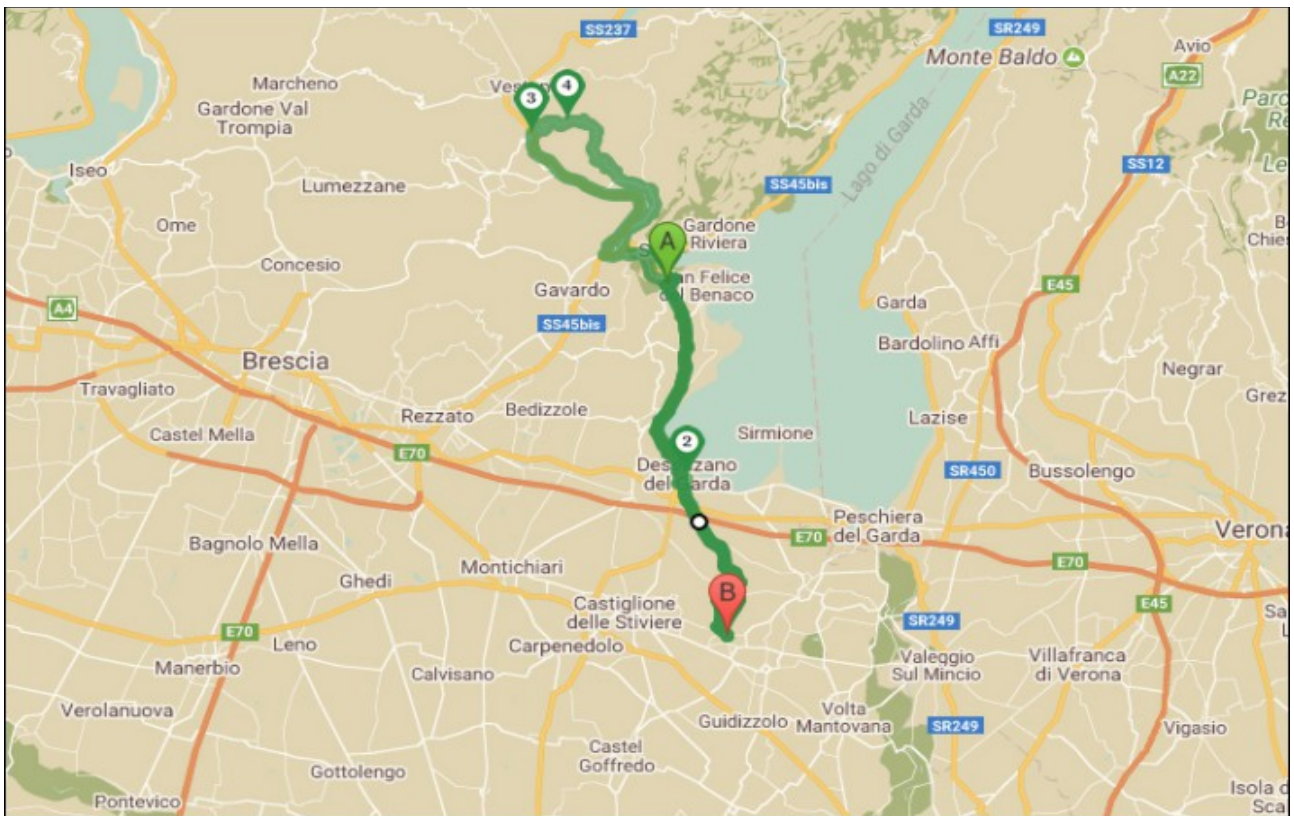 SS237
SR249
Monte Baldo
Avio
A22
Marcheno
4
3
Gardone Val
Trompia
Iseo
Lumezzane
SS12
SS45bis
Lago di Garda
Ome
Concesio
Gardone
Riviera
A
Gavardo
del Benaco
E45
Garda
A4
SS45bis
Bardolino
Affi
Brescia
Negrar
Travagliato
Rezzato
Bedizzole
Lazise
Castel Mella
2
Sirmione
E70
del Garda
SR450
Bussolengo
Peschiera
del Garda
E70
Verona
Bagnolo Mella
Ghedi
Montichiari
E70
B
E45
Castiglione
delle Stiviere
E70
Leno
Carpenedolo
SR249
Manerbio
Calvisano
Valeggio
Sul Mincio
Villafranca
di Verona
Verolanuova
Guidizzolo
Volta
Mantovana
SR249
Vigasio
Castel
Goffredo
Gottolengo
Pontevico
Isola d
Sca